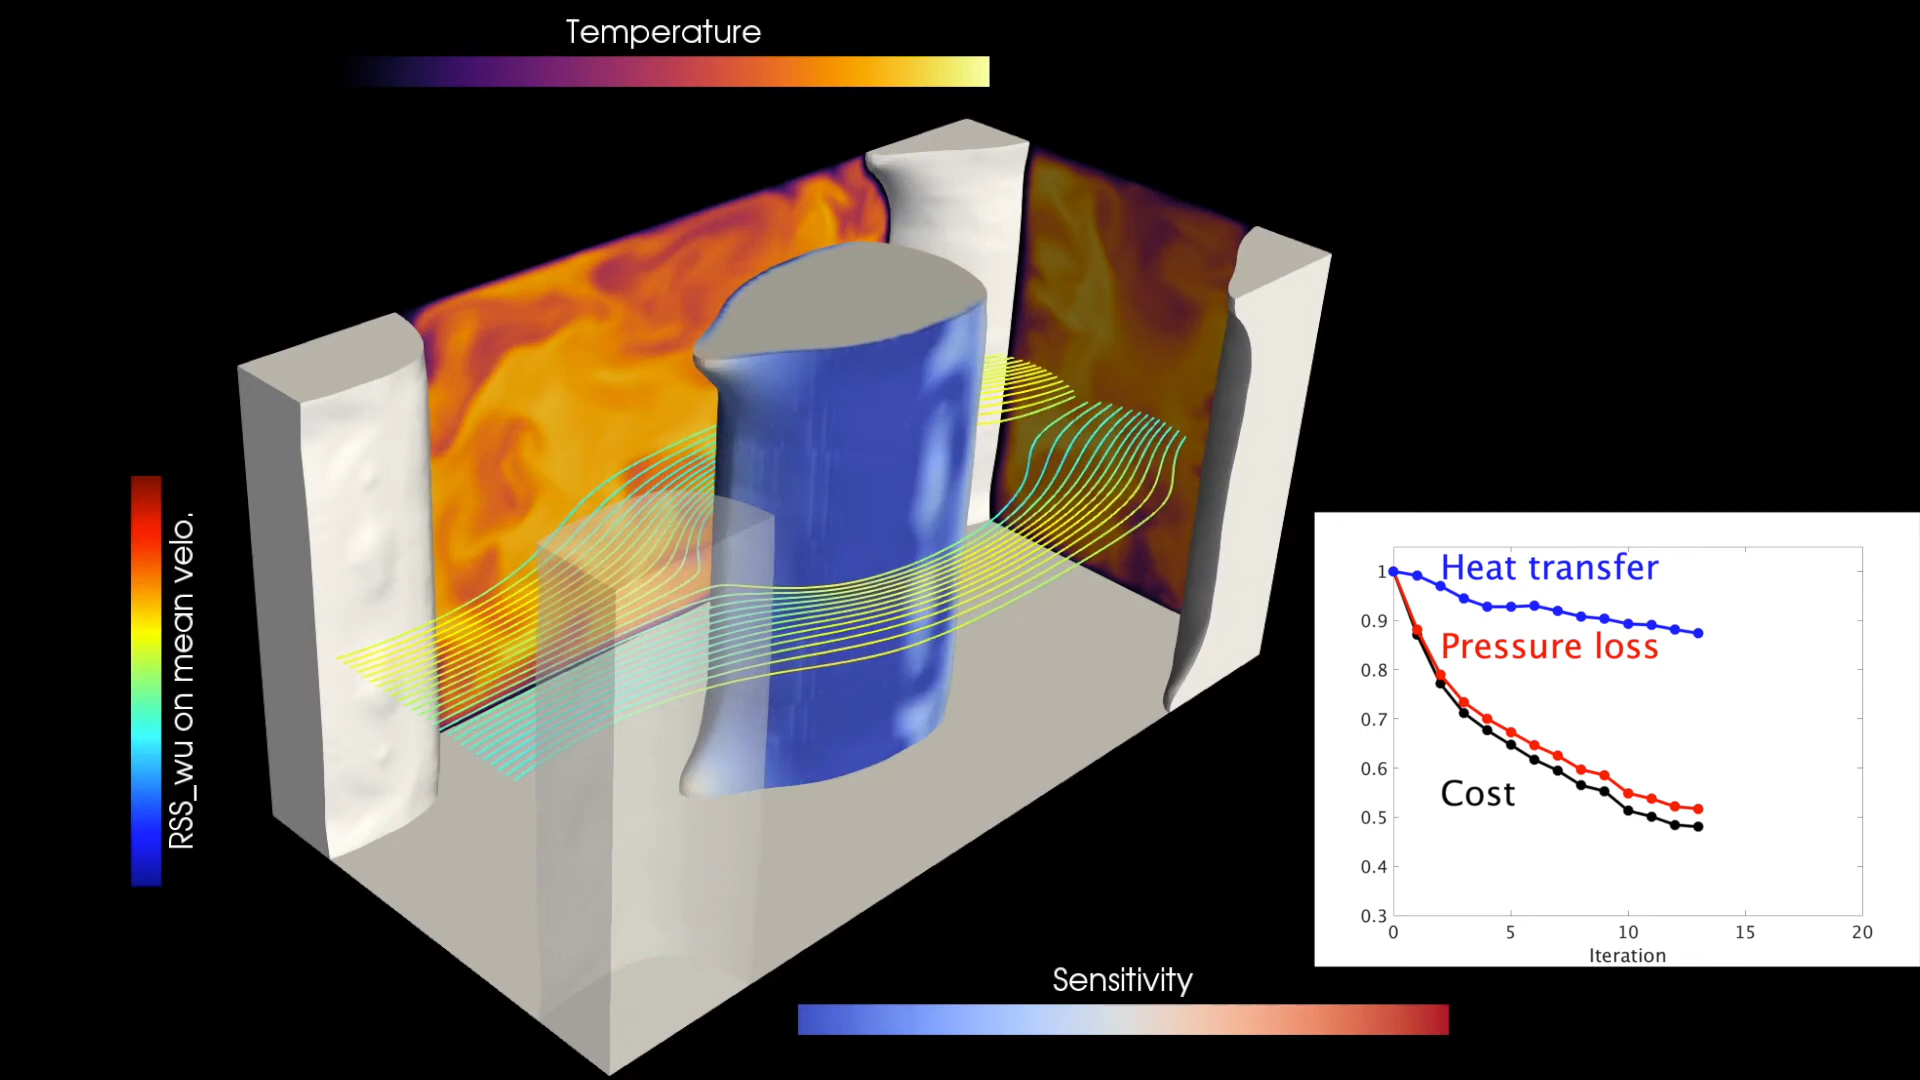 Temperature
RSS_wu on mean velo.
Heat transfer
Pressure loss
Cost
1
0.9
0.8
0.7
0.6
0.5
0.4
0.3
0 5 10 15 20
Iteration
Sensitivity